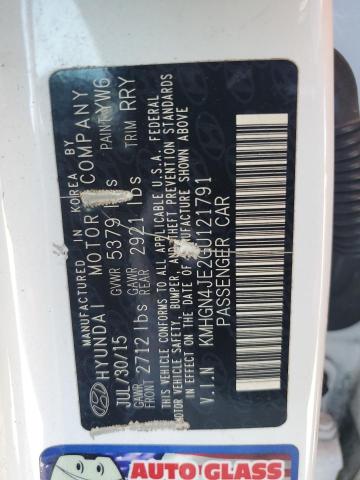 MANUFACTURED IN KOREA BY
HYUNDAI MOTOR COMPANY
JUL/30/15 GVWR 5379 lbs PAINT YW6
GAWR FRONT 2712 lbs GAWR REAR 2921 lbs TRIM RRY
THIS VEHICLE CONFORMS TO ALL APPLICABLE U.S.A. FEDERAL
MOTOR VEHICLE SAFETY, BUMPER, AND THEFT PREVENTION STANDARDS
IN EFFECT ON THE DATE OF MANUFACTURE SHOWN ABOVE
V.I.N KMHGN4JE2GU121791
PASSENGER CAR
AUTO GLASS